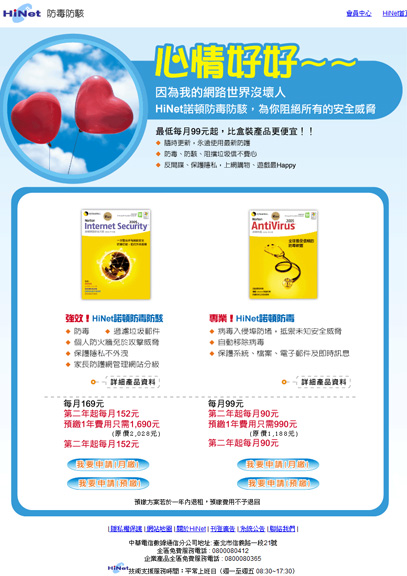 HiNet 防毒防駭
會員中心 HiNet首頁
心情好好～～
因為我的網路世界沒壞人
HiNet諾頓防毒防駭，為你阻絕所有的安全威脅
最低每月99元起，比盒裝產品更便宜！！
隨時更新，永遠使用最新防護
防毒、防駭、阻擋垃圾信不費心
反間諜、保護隱私，上網購物、遊戲最Happy
Norton
Internet Security
2005
Norton
AntiVirus
2005
強效！HiNet諾頓防毒防駭
防毒 過濾垃圾郵件
個人防火牆免於攻擊威脅
保護隱私不外洩
家長防護網管理網站分級
詳細產品資料
每月169元
第二年起每月152元
預繳1年費用只需1,690元
(原價2,028元)
第二年起每月152元
我要申請(月繳)
我要申請(預繳)
專業！HiNet諾頓防毒
病毒入侵埠防堵，抵禦未知安全威脅
自動移除病毒
保護系統、檔案、電子郵件及即時訊息
詳細產品資料
每月99元
第二年起每月90元
預繳1年費用只需990元
(原價1,188元)
第二年起每月90元
我要申請(月繳)
我要申請(預繳)
預繳方案若於一年內退租，預繳費用不予退回
| 隱私權保護 | 網站地圖 | 關於HiNet | 刊登廣告 | 系統公告 | 聯絡我們 |
中華電信數據通信分公司地址: 臺北市信義路一段21號
全區免費服務電話 : 0800080412
企業產品全區免費服務電話 : 0800080365
HiNet 技術支援服務時間：平常上班日（週一至週五 08:30~17:30）